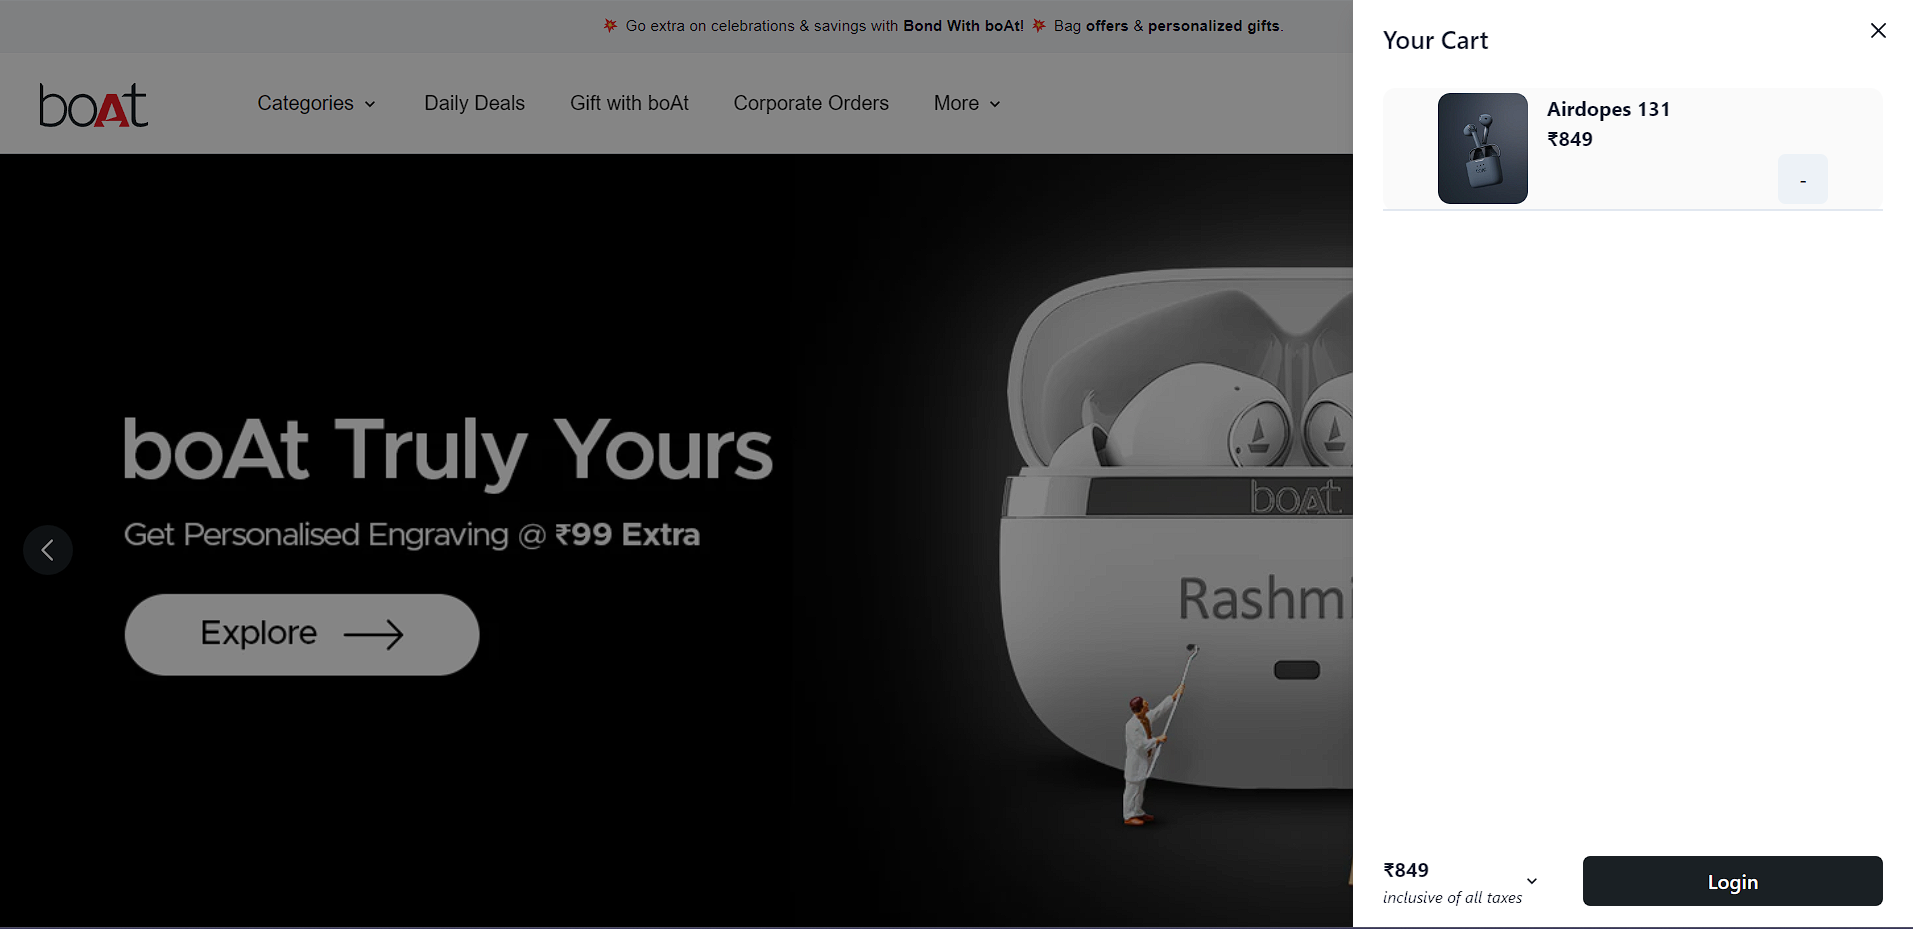 Go extra on celebrations & savings with Bond With boAt! Bag offers & personalized gifts.
boAt
Categories
Daily Deals
Gift with boAt
Corporate Orders
More
boAt Truly Yours
Get Personalised Engraving @ ₹99 Extra
Explore
boAt
Rashmi
Your Cart
Airdopes 131
₹849
-
₹849
inclusive of all taxes
Login